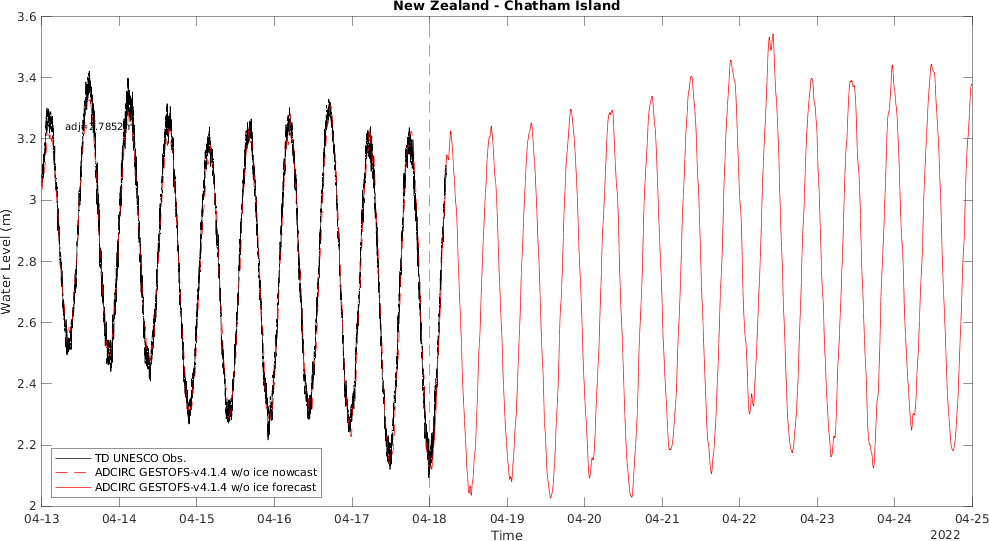 New Zealand - Chatham Island
3.6
3.4
3.2
3
2.8
2.6
2.4
2.2
2
Water Level (m)
adj=2.7852m
TD UNESCO Obs.
ADCIRC GESTOFS-v4.1.4 w/o ice nowcast
ADCIRC GESTOFS-v4.1.4 w/o ice forecast
04-13 04-14 04-15 04-16 04-17 04-18 04-19 04-20 04-21 04-22 04-23 04-24 04-25
Time
2022